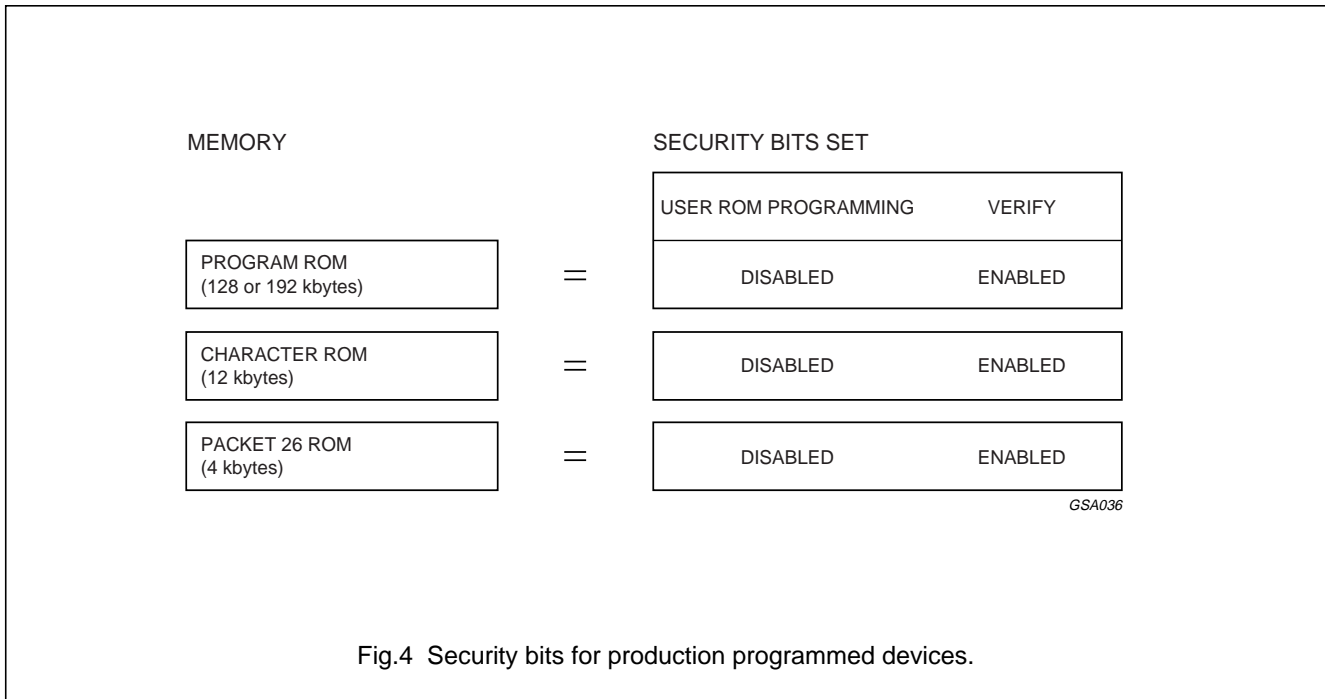 MEMORY SECURITY BITS SET
USER ROM PROGRAMMING VERIFY
PROGRAM ROM
(128 or 192 kbytes)
= DISABLED ENABLED
CHARACTER ROM
(12 kbytes)
= DISABLED ENABLED
PACKET 26 ROM
(4 kbytes)
= DISABLED ENABLED
GSA036
Fig.4 Security bits for production programmed devices.